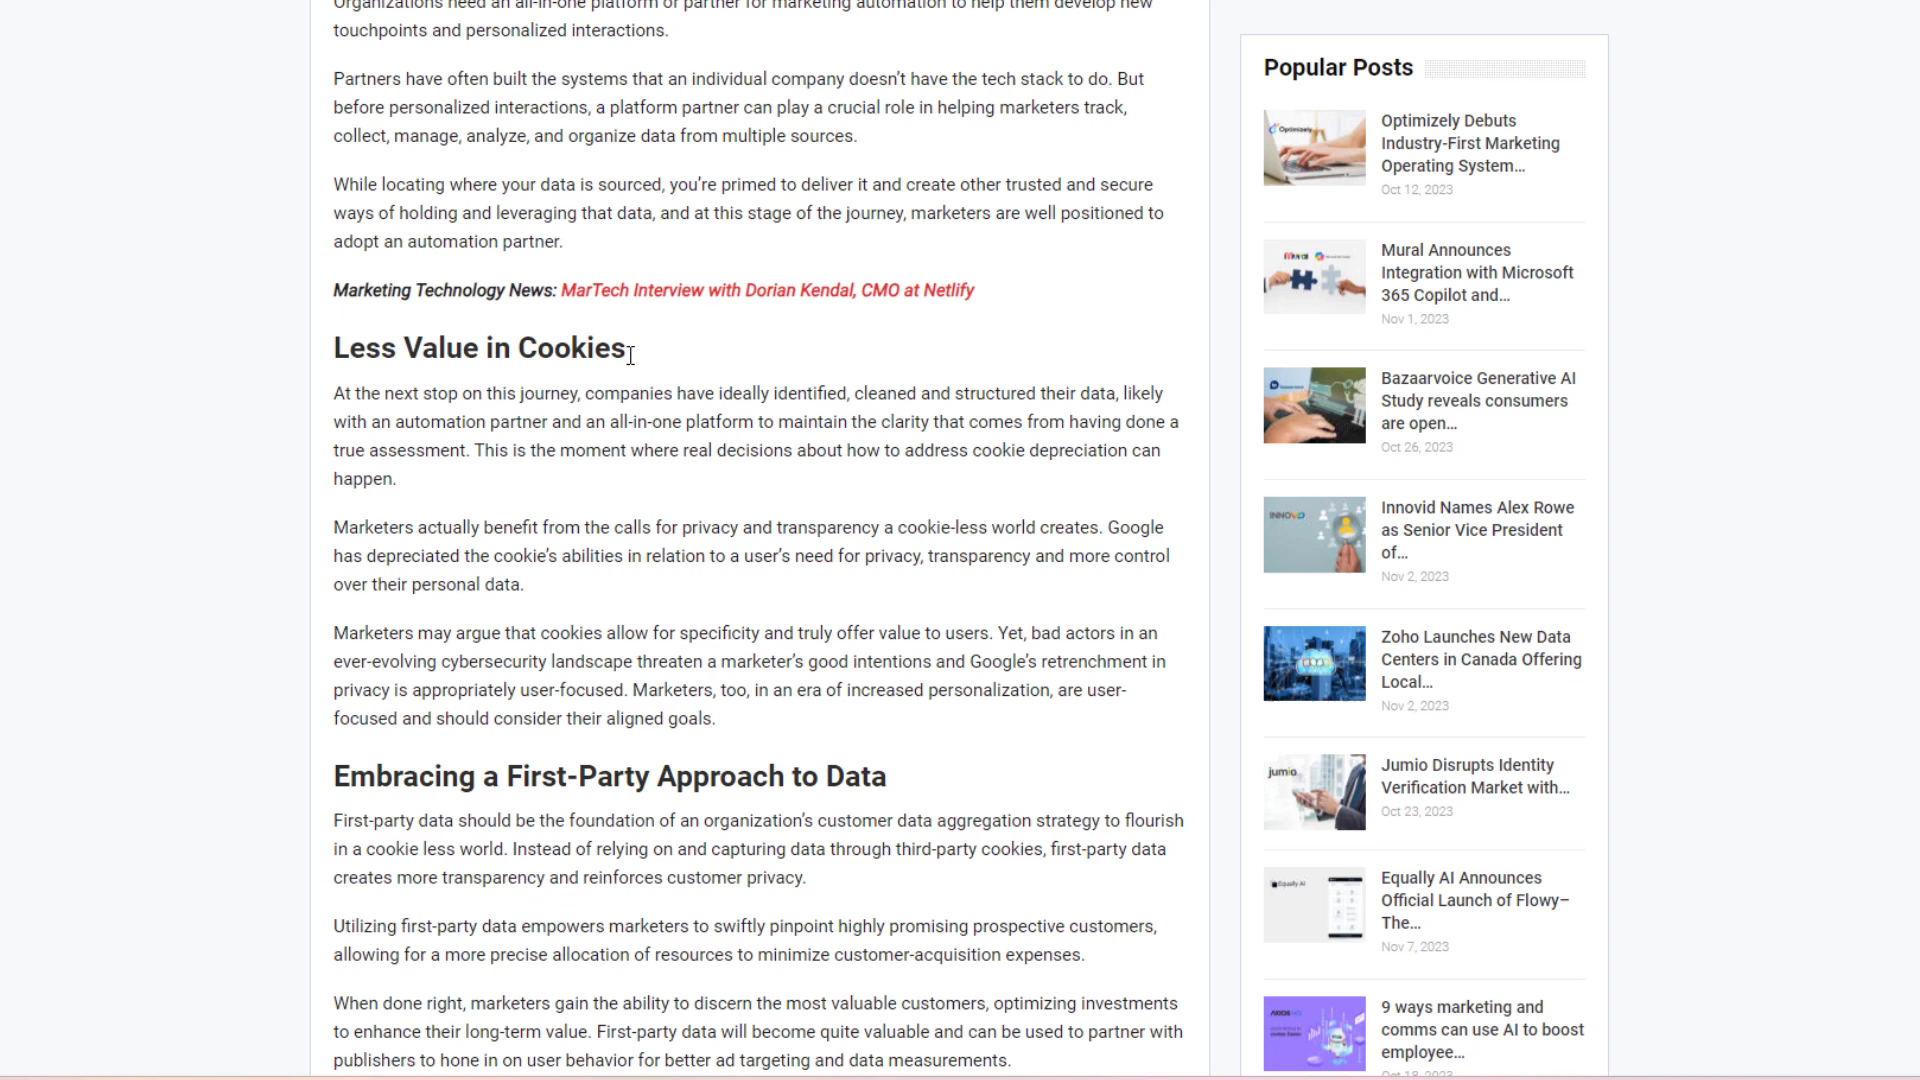 Organizations need an all-in-one platform or partner for marketing automation to help them develop new
touchpoints and personalized interactions.
Partners have often built the systems that an individual company doesn’t have the tech stack to do. But
before personalized interactions, a platform partner can play a crucial role in helping marketers track,
collect, manage, analyze, and organize data from multiple sources.
While locating where your data is sourced, you’re primed to deliver it and create other trusted and secure
ways of holding and leveraging that data, and at this stage of the journey, marketers are well positioned to
adopt an automation partner.
Marketing Technology News: MarTech Interview with Dorian Kendal, CMO at Netlify
Less Value in Cookies
At the next stop on this journey, companies have ideally identified, cleaned and structured their data, likely
with an automation partner and an all-in-one platform to maintain the clarity that comes from having done a
true assessment. This is the moment where real decisions about how to address cookie depreciation can
happen.
Marketers actually benefit from the calls for privacy and transparency a cookie-less world creates. Google
has depreciated the cookie’s abilities in relation to a user’s need for privacy, transparency and more control
over their personal data.
Marketers may argue that cookies allow for specificity and truly offer value to users. Yet, bad actors in an
ever-evolving cybersecurity landscape threaten a marketer’s good intentions and Google’s retrenchment in
privacy is appropriately user-focused. Marketers, too, in an era of increased personalization, are user-
focused and should consider their aligned goals.
Embracing a First-Party Approach to Data
First-party data should be the foundation of an organization’s customer data aggregation strategy to flourish
in a cookie less world. Instead of relying on and capturing data through third-party cookies, first-party data
creates more transparency and reinforces customer privacy.
Utilizing first-party data empowers marketers to swiftly pinpoint highly promising prospective customers,
allowing for a more precise allocation of resources to minimize customer-acquisition expenses.
When done right, marketers gain the ability to discern the most valuable customers, optimizing investments
to enhance their long-term value. First-party data will become quite valuable and can be used to partner with
publishers to hone in on user behavior for better ad targeting and data measurements.
Popular Posts
Optimizely
Optimizely Debuts
Industry-First Marketing
Operating System…
Oct 12, 2023
Mural Announces
Integration with Microsoft
365 Copilot and…
Nov 1, 2023
Bazaarvoice Generative AI
Study reveals consumers
are open…
Oct 26, 2023
INNOVD
Innovid Names Alex Rowe
as Senior Vice President
of…
Nov 2, 2023
Zoho Launches New Data
Centers in Canada Offering
Local…
Nov 2, 2023
jumio
Jumio Disrupts Identity
Verification Market with…
Oct 23, 2023
Equally AI
Equally AI Announces
Official Launch of Flowy–
The…
Nov 7, 2023
AXIOS HQ
9 ways marketing and
comms can use AI to boost
employee…
Oct 18, 2023